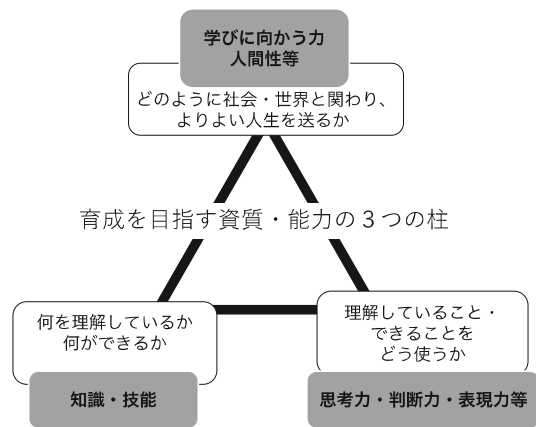 学びに向かう力
人間性等
どのように社会・世界と関わり、
よりよい人生を送るか
育成を目指す資質・能力の３つの柱
何を理解しているか
何ができるか
知識・技能
理解していること・
できることを
どう使うか
思考力・判断力・表現力等